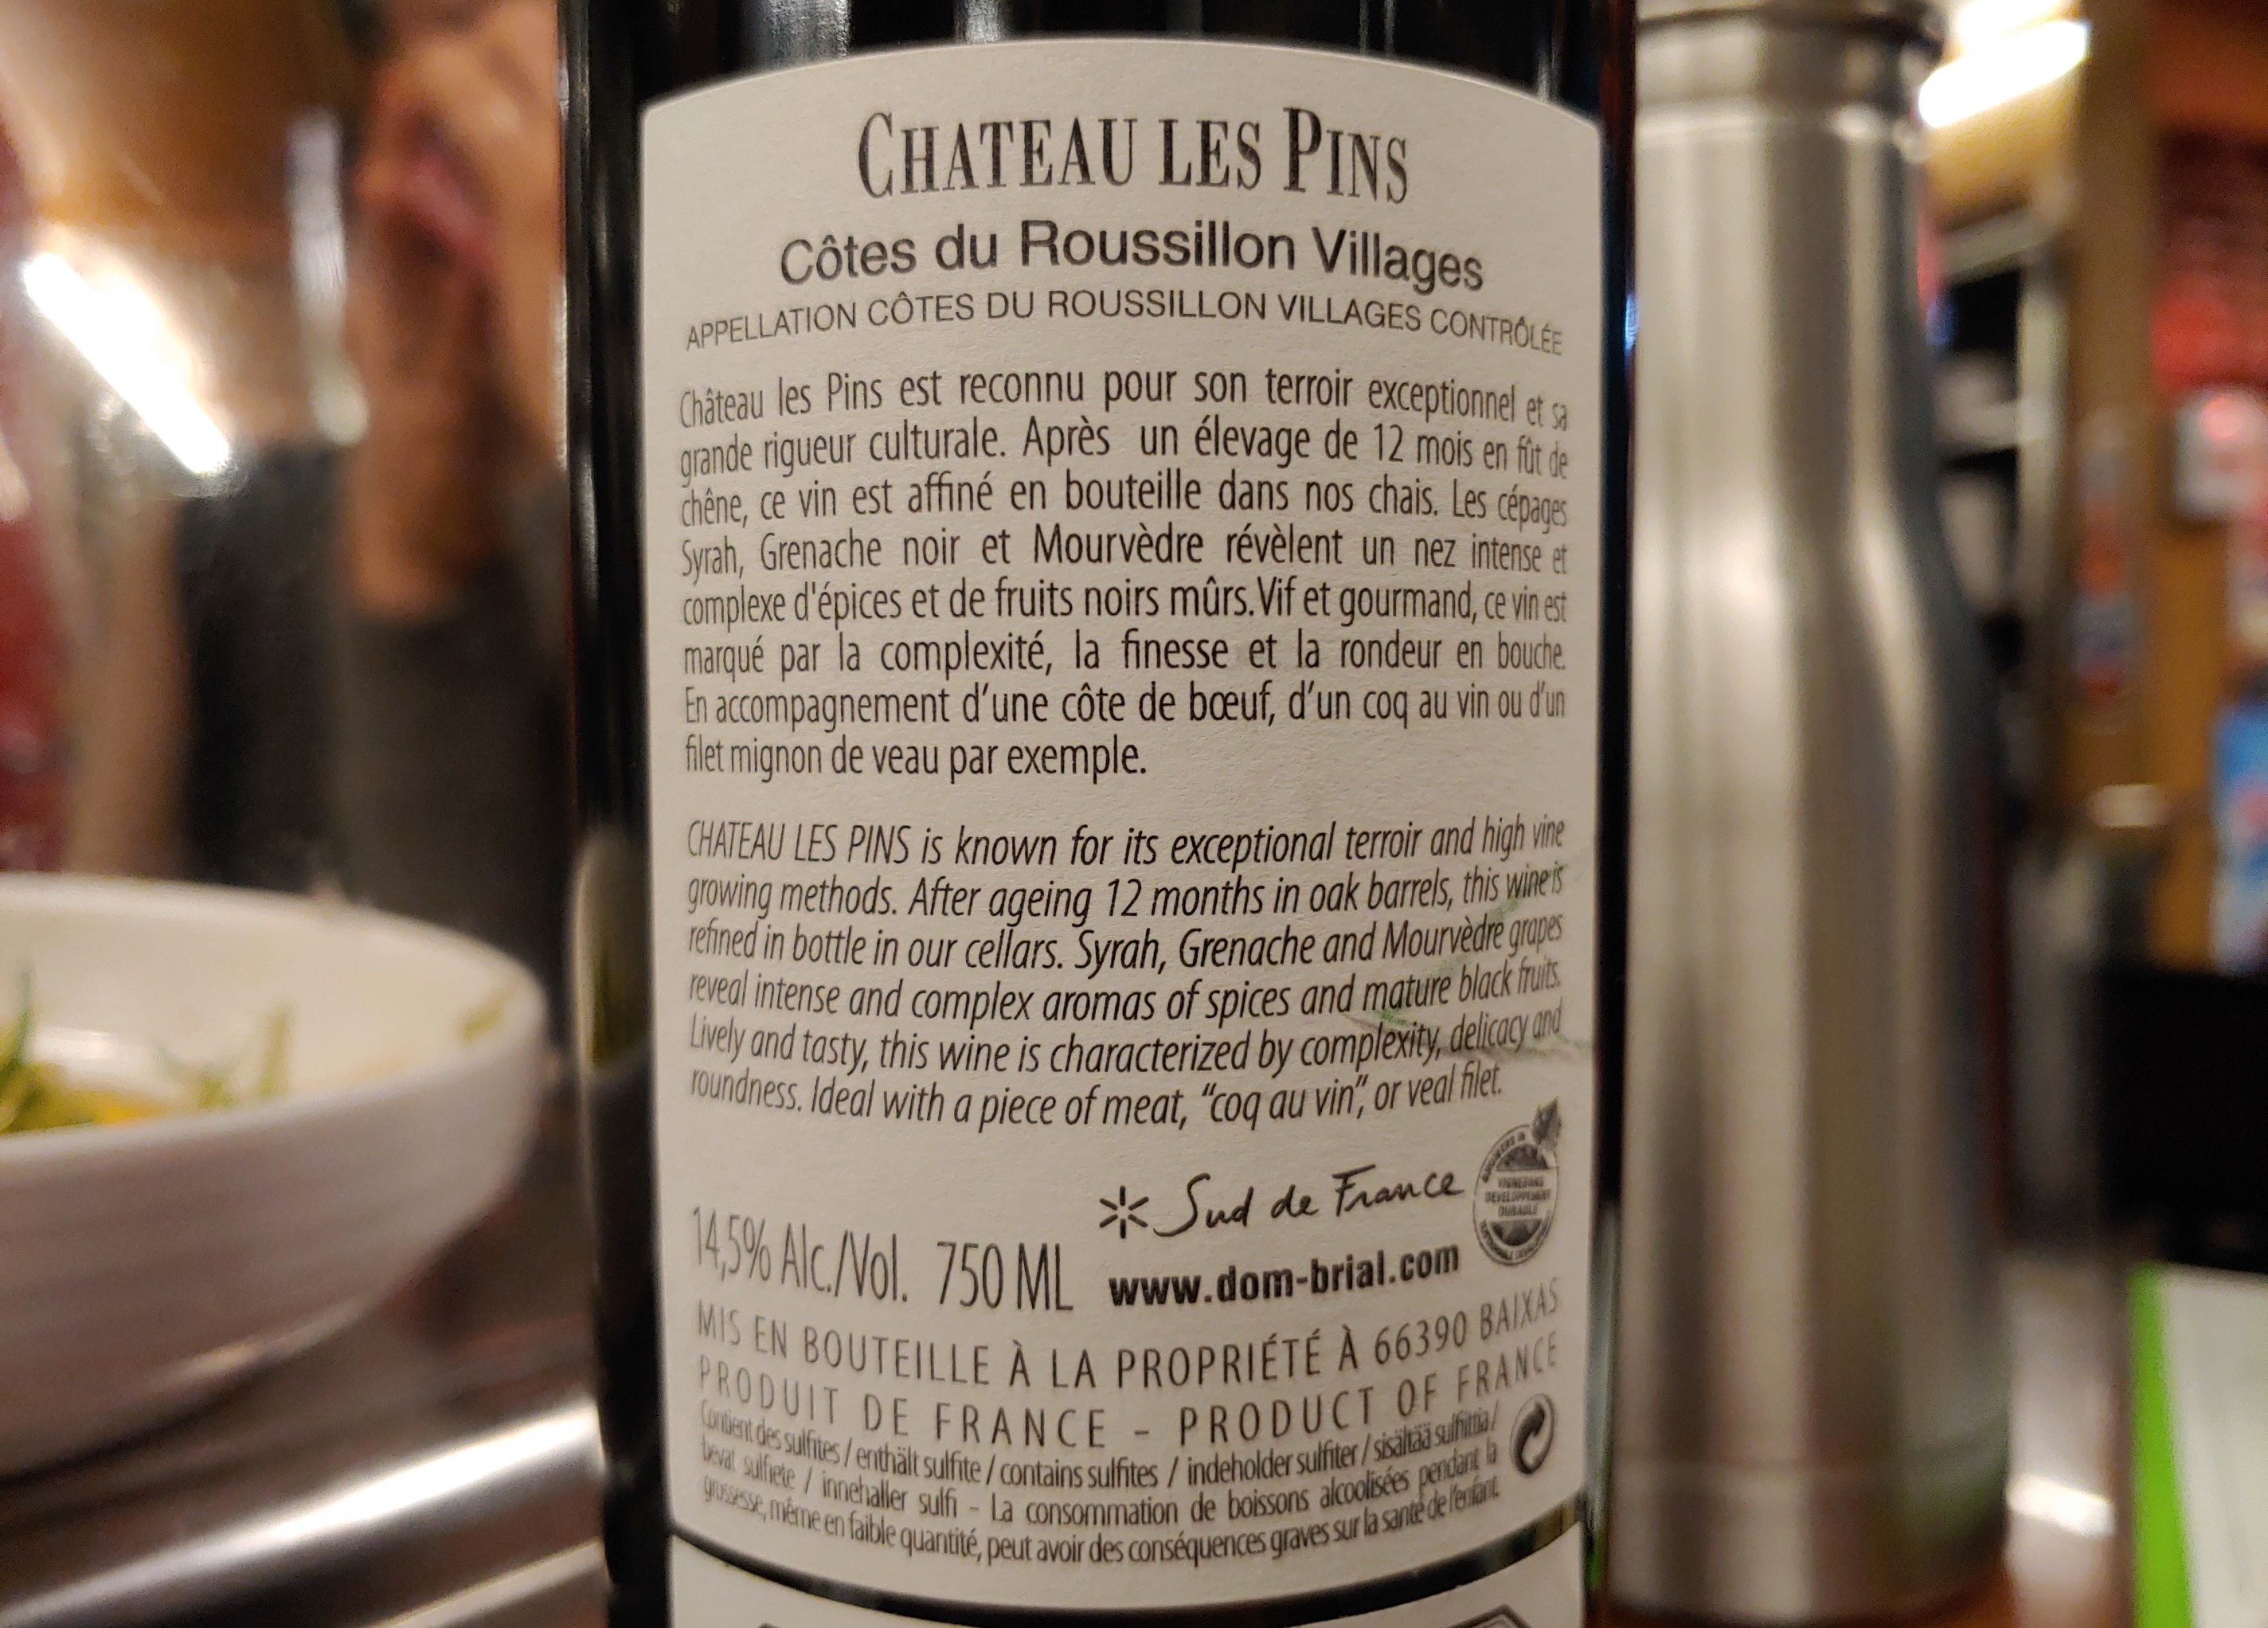 CHATEAU LES PINS
Côtes du Roussillon Villages
APPELLATION CÔTES DU ROUSSILLON VILLAGES CONTRÔLÉE
Château les Pins est reconnu pour son terroir exceptionnel et sa
grande rigueur culturale. Après un élevage de 12 mois en fût de
chêne, ce vin est affiné en bouteille dans nos chais. Les cépages
Syrah, Grenache noir et Mourvèdre révèlent un nez intense et
complexe d'épices et de fruits noirs mûrs. Vif et gourmand, ce vin est
marqué par la complexité, la finesse et la rondeur en bouche.
En accompagnement d'une côte de bœuf, d'un coq au vin ou d'un
filet mignon de veau par exemple.
CHATEAU LES PINS is known for its exceptional terroir and high vine
growing methods. After ageing 12 months in oak barrels, this wine is
refined in bottle in our cellars. Syrah, Grenache and Mourvèdre grapes
reveal intense and complex aromas of spices and mature black fruits.
Lively and tasty, this wine is characterized by complexity, delicacy and
roundness. Ideal with a piece of meat, "coq au vin", or veal filet.
Sud de France
VIGNERONS
DEVELOPPEMENT
DURABLE
14,5% Alc./Vol. 750 ML www.dom-brial.com
MIS EN BOUTEILLE À LA PROPRIÉTÉ À 66390 BAIXAS
PRODUIT DE FRANCE - PRODUCT OF FRANCE
Contient des sulfites / enthält sulfite / contains sulfites / indeholder sulfiter / sisältää sulfiittia /
bevat sulfiete / innehaller sulfi - La consommation de boissons alcoolisées pendant la
grossesse, même en faible quantité, peut avoir des conséquences graves sur la santé de l'enfant.